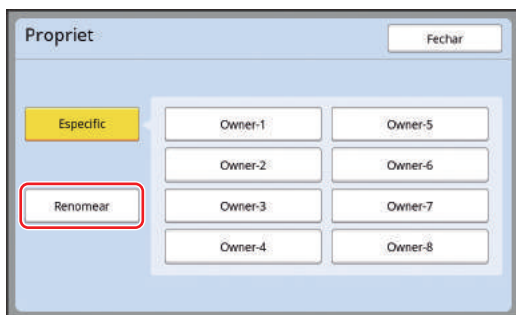 Propriet
Fechar
Especific
Owner-1
Owner-5
Owner-2
Owner-6
Renomear
Owner-3
Owner-7
Owner-4
Owner-8